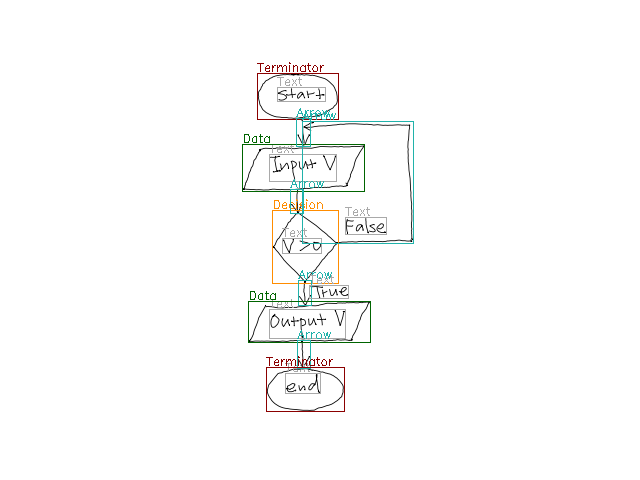 Terminator
Text
start
Arrow
Arrow
Data
Text
Input V
Arrow
Decision
Text
False
Text
V >0
Arrow
Text
True
Data
Text
Output V
Arrow
Terminator
Text
end